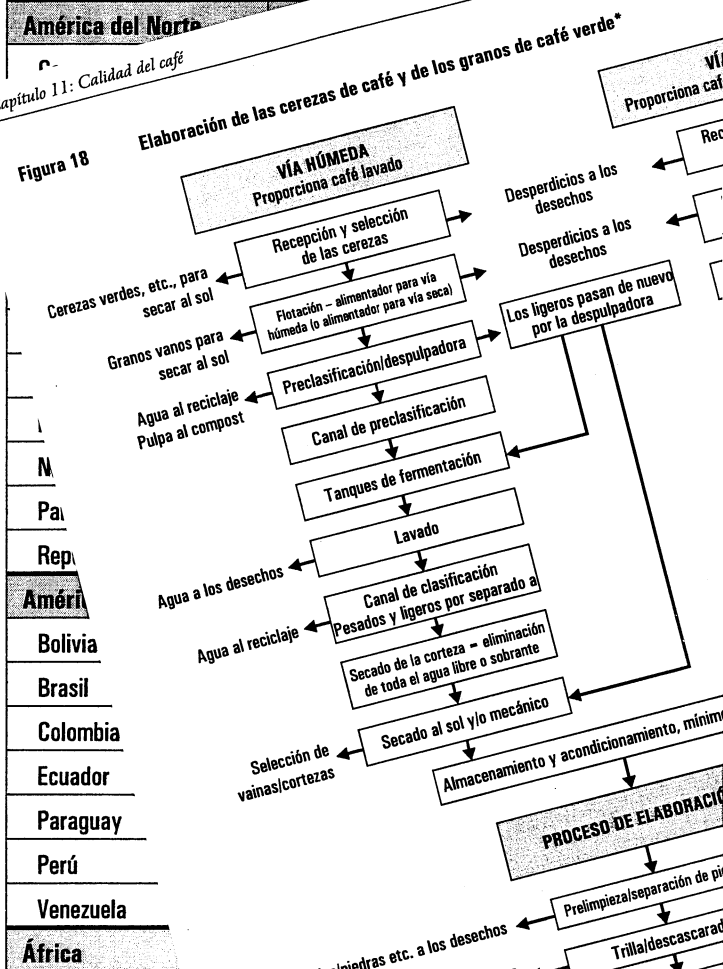 América del Norte
Capítulo 11: Calidad del café
Figura 18
Elaboración de las cerezas de café y de los granos de café verde*
VÍA HÚMEDA
Proporciona café lavado
Proporciona
Recepción y selección
de las cerezas
Desperdicios a los
desechos
Cerezas verdes, etc., para
secar al sol
Flotación – alimentador para vía
húmeda (o alimentador para vía seca)
Desperdicios a los
desechos
Granos vanos para
secar al sol
Preclasificación/despulpadora
Los ligeros pasan de nuevo
por la despulpadora
Agua al reciclaje
Pulpa al compost
Canal de preclasificación
Tanques de fermentación
Lavado
Agua a los desechos
Canal de clasificación
Pesados y ligeros por separado a
Agua al reciclaje
Secado de la corteza = eliminación
de toda el agua libre o sobrante
Secado al sol y/o mecánico
Selección de
vainas/cortezas
Almacenamiento y acondicionamiento,
PROCESO DE
Prelimpieza/separación de
etc. a los desechos
Bolivia
Brasil
Colombia
Ecuador
Paraguay
Perú
Venezuela
África